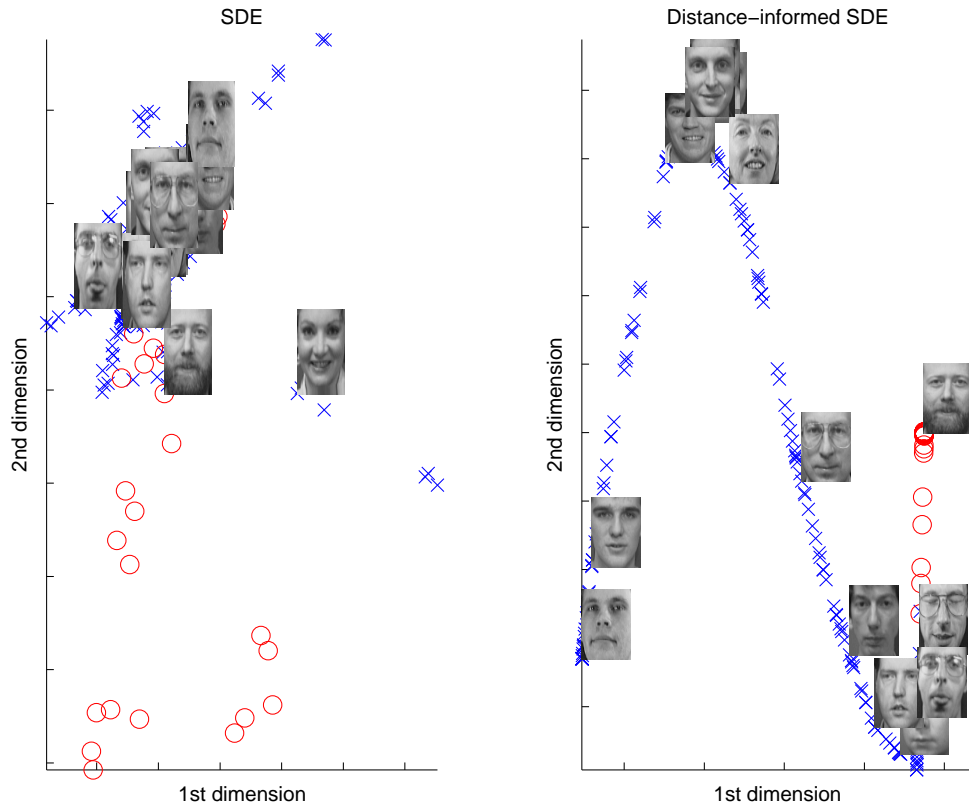 SDE
2nd dimension
1st dimension
Distance−informed SDE
2nd dimension
1st dimension